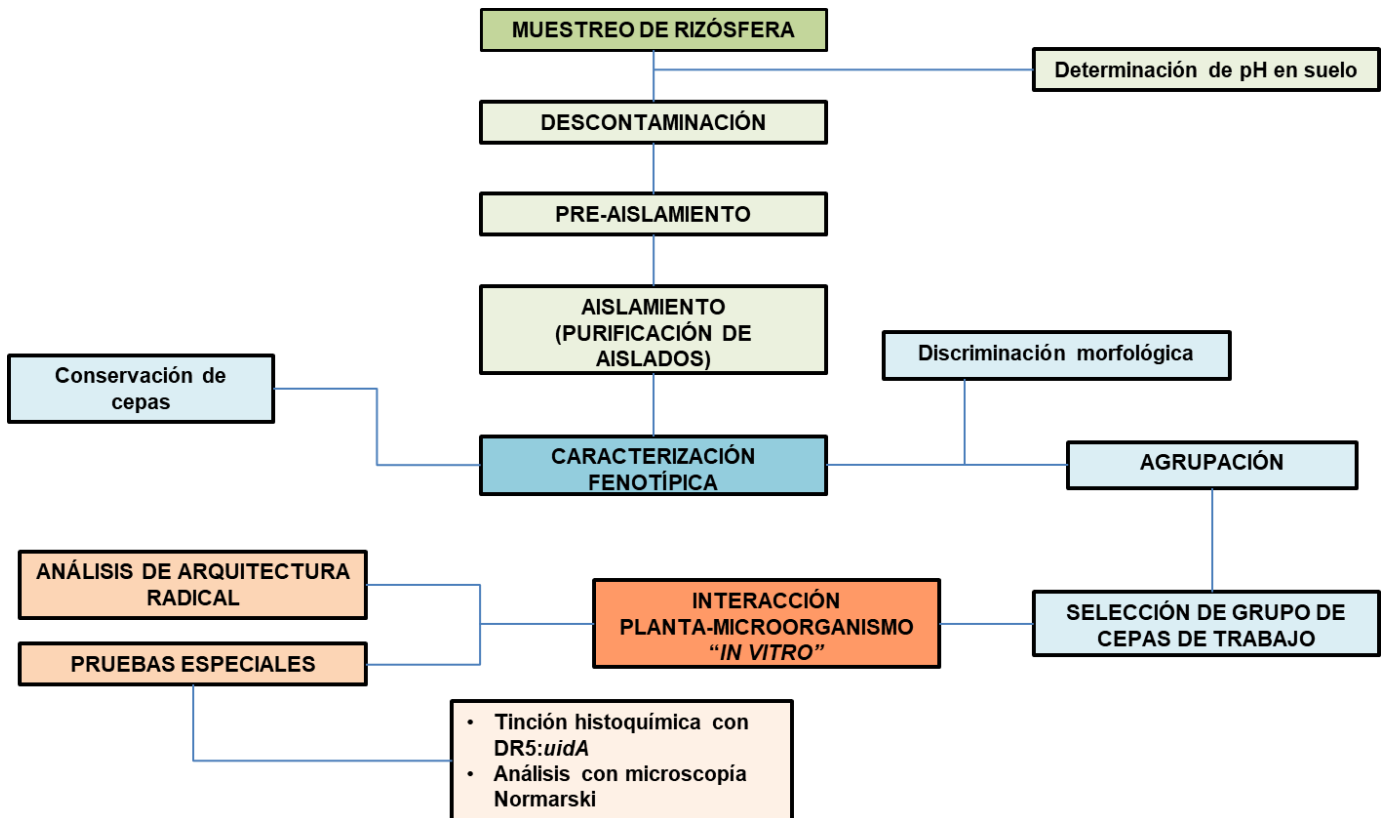 MUESTREO DE RIZÓSFERA
Determinación de pH en suelo
DESCONTAMINACIÓN
PRE-AISLAMIENTO
AISLAMIENTO
(PURIFICACIÓN DE
AISLADOS)
Discriminación morfológica
Conservación de
cepas
CARACTERIZACIÓN
FENOTÍPICA
AGRUPACIÓN
ANÁLISIS DE ARQUITECTURA
RADICAL
INTERACCIÓN
PLANTA-MICROORGANISMO
“IN VITRO”
SELECCIÓN DE GRUPO DE
CEPAS DE TRABAJO
PRUEBAS ESPECIALES
• Tinción histoquímica con
DR5:uidA
• Análisis con microscopía
Normarski